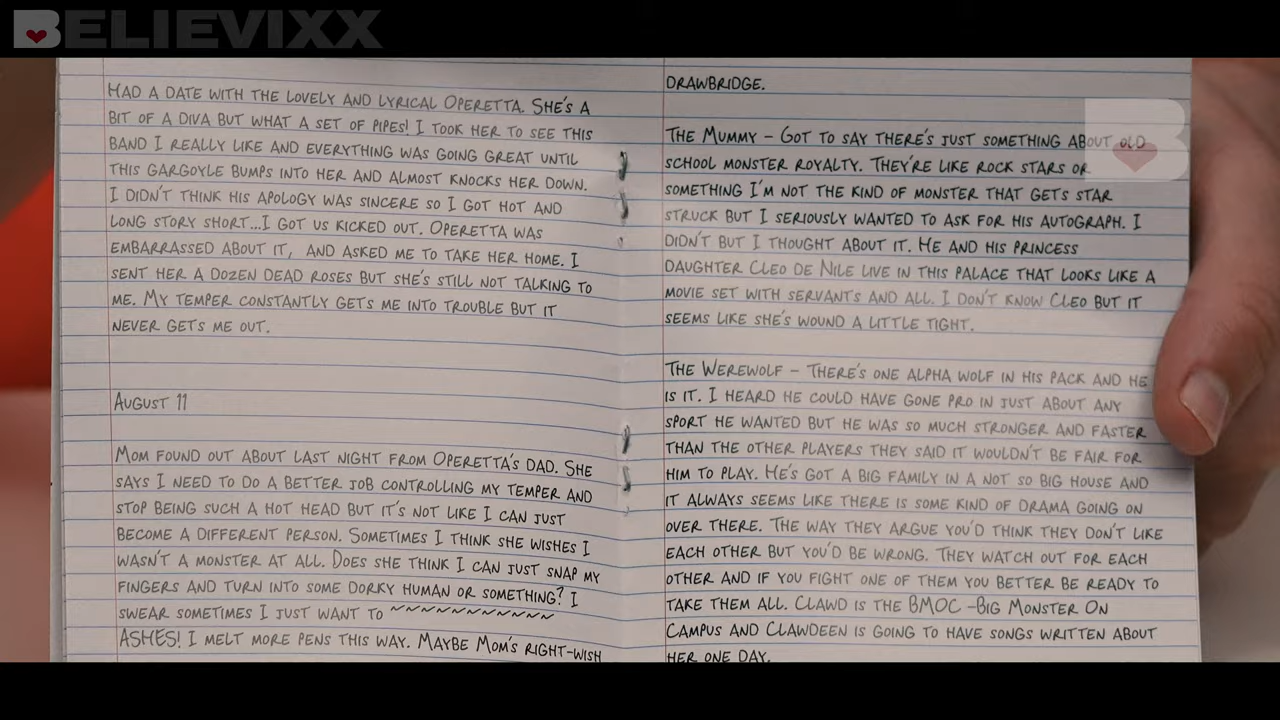 BELIEVIXX
HAD A DATE WITH THE LOVELY AND LYRICAL OPERETTA. SHE'S A
BIT OF A DIVA BUT WHAT A SET OF PIPES! I TOOK HER TO SEE THIS
BAND I REALLY LIKE AND EVERYTHING WAS GOING GREAT UNTIL
THIS GARGOYLE BUMPS INTO HER AND ALMOST KNOCKS HER DOWN.
I DIDN'T THINK HIS APOLOGY WAS SINCERE SO I GOT HOT AND
LONG STORY SHORT...I GOT US KICKED OUT. OPERETTA WAS
EMBARRASSED ABOUT IT, AND ASKED ME TO TAKE HER HOME. I
SENT HER A DOZEN DEAD ROSES BUT SHE'S STILL NOT TALKING TO
ME. MY TEMPER CONSTANTLY GETS ME INTO TROUBLE BUT IT
NEVER GETS ME OUT.
AUGUST 11
MOM FOUND OUT ABOUT LAST NIGHT FROM OPERETTA'S DAD. SHE
SAYS I NEED TO DO A BETTER JOB CONTROLLING MY TEMPER AND
STOP BEING SUCH A HOT HEAD BUT IT'S NOT LIKE I CAN JUST
BECOME A DIFFERENT PERSON. SOMETIMES I THINK SHE WISHES I
WASN'T A MONSTER AT ALL. DOES SHE THINK I CAN JUST SNAP MY
FINGERS AND TURN INTO SOME DORKY HUMAN OR SOMETHING? I
SWEAR SOMETIMES I JUST WANT TO ~~~~~~~~~~~
ASHES! I MELT MORE PENS THIS WAY. MAYBE MOM'S RIGHT-WISH
DRAWBRIDGE.
THE MUMMY – GOT TO SAY THERE'S JUST SOMETHING ABOUT OLD
SCHOOL MONSTER ROYALTY. THEY'RE LIKE ROCK STARS OR
SOMETHING I'M NOT THE KIND OF MONSTER THAT GETS STAR
STRUCK BUT I SERIOUSLY WANTED TO ASK FOR HIS AUTOGRAPH. I
DIDN'T BUT I THOUGHT ABOUT IT. HE AND HIS PRINCESS
DAUGHTER CLEO DE NILE LIVE IN THIS PALACE THAT LOOKS LIKE A
MOVIE SET WITH SERVANTS AND ALL. I DON'T KNOW CLEO BUT IT
SEEMS LIKE SHE'S WOUND A LITTLE TIGHT.
THE WEREWOLF – THERE'S ONE ALPHA WOLF IN HIS PACK AND HE
IS IT. I HEARD HE COULD HAVE GONE PRO IN JUST ABOUT ANY
SPORT HE WANTED BUT HE WAS SO MUCH STRONGER AND FASTER
THAN THE OTHER PLAYERS THEY SAID IT WOULDN'T BE FAIR FOR
HIM TO PLAY. HE'S GOT A BIG FAMILY IN A NOT SO BIG HOUSE AND
IT ALWAYS SEEMS LIKE THERE IS SOME KIND OF DRAMA GOING ON
OVER THERE. THE WAY THEY ARGUE YOU'D THINK THEY DON'T LIKE
EACH OTHER BUT YOU'D BE WRONG. THEY WATCH OUT FOR EACH
OTHER AND IF YOU FIGHT ONE OF THEM YOU BETTER BE READY TO
TAKE THEM ALL. CLAWD IS THE BMOC –BIG MONSTER ON
CAMPUS AND CLAWDEEN IS GOING TO HAVE SONGS WRITTEN ABOUT
HER ONE DAY.
B